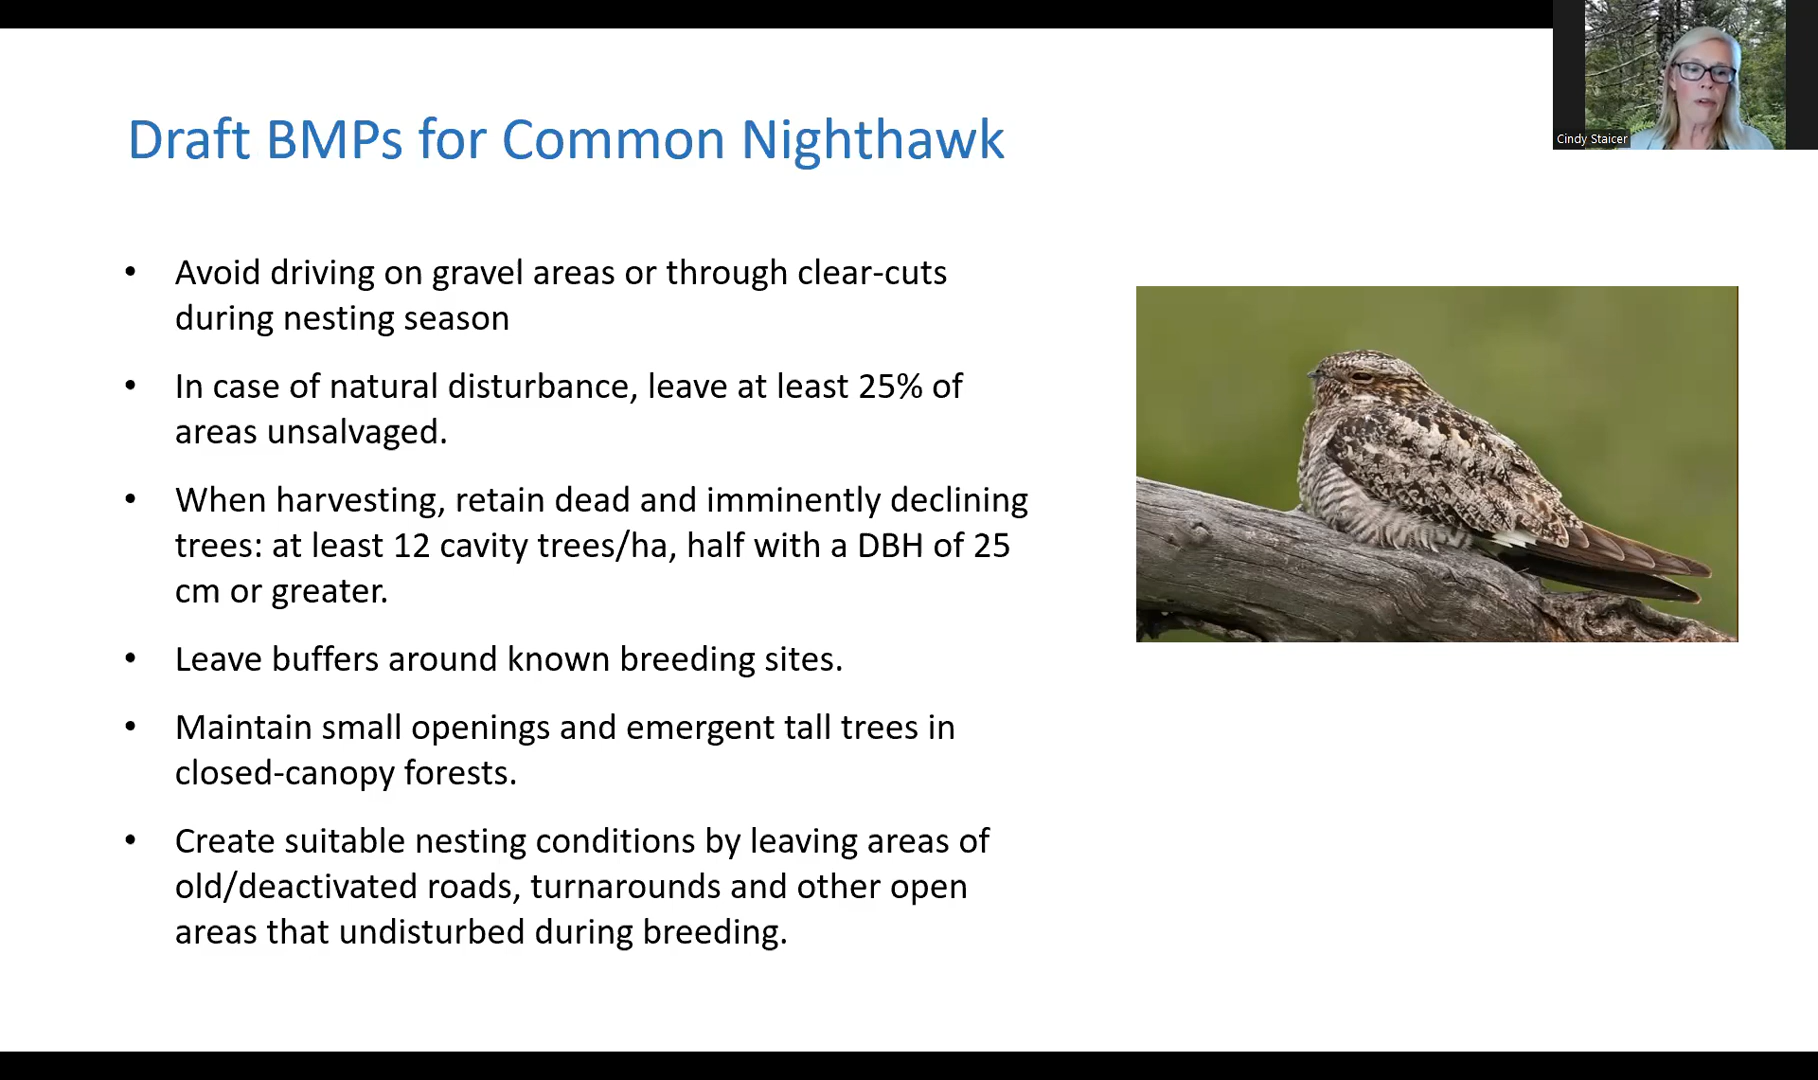 Cindy Staicer
Draft BMPs for Common Nighthawk
• Avoid driving on gravel areas or through clear-cuts
during nesting season
• In case of natural disturbance, leave at least 25% of
areas unsalvaged.
• When harvesting, retain dead and imminently declining
trees: at least 12 cavity trees/ha, half with a DBH of 25
cm or greater.
• Leave buffers around known breeding sites.
• Maintain small openings and emergent tall trees in
closed-canopy forests.
• Create suitable nesting conditions by leaving areas of
old/deactivated roads, turnarounds and other open
areas that undisturbed during breeding.